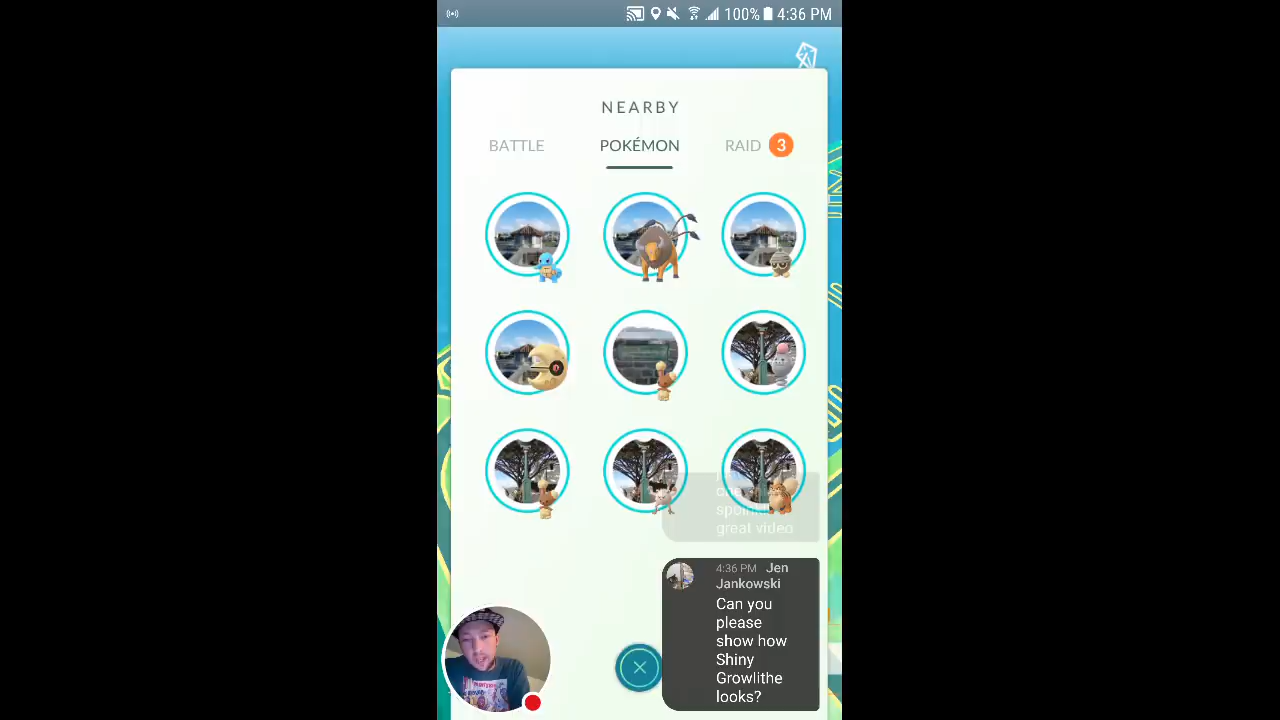 100% 4:36 PM
NEARBY
BATTLE POKÉMON RAID 3
great video
4:36 PM Jen
Jankowski
Can you
please
show how
Shiny
Growlithe
looks?